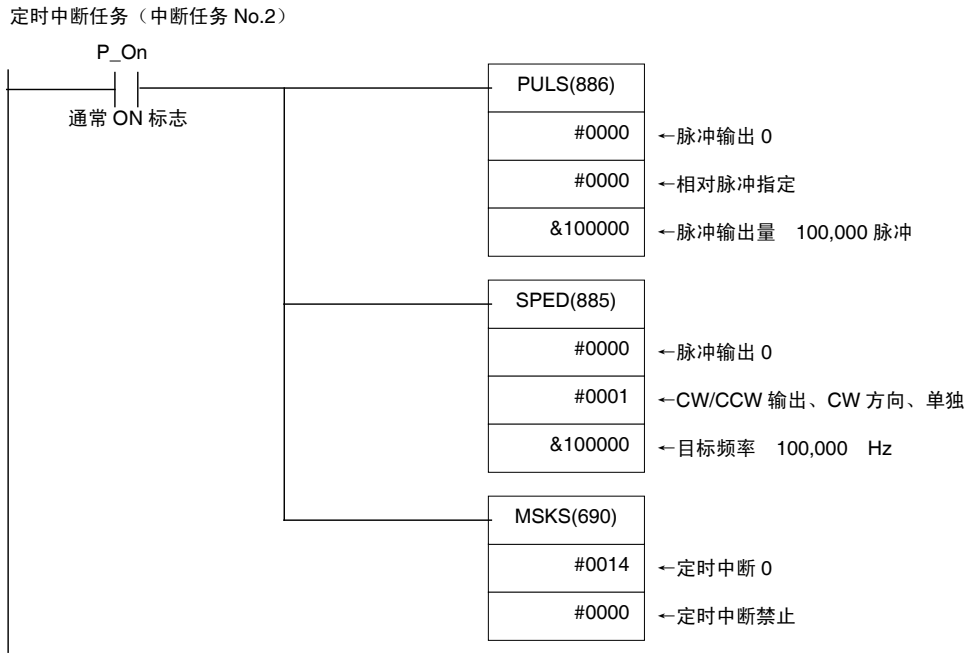 定时中断任务（中断任务 No.2）
P_On
通常 ON 标志
PULS(886)
#0000 ←脉冲输出 0
#0000 ←相对脉冲指定
&100000 ←脉冲输出量 100,000 脉冲
SPED(885)
#0000 ←脉冲输出 0
#0001 ←CW/CCW 输出、CW 方向、单独
&100000 ←目标频率 100,000 Hz
MSKS(690)
#0014 ←定时中断 0
#0000 ←定时中断禁止